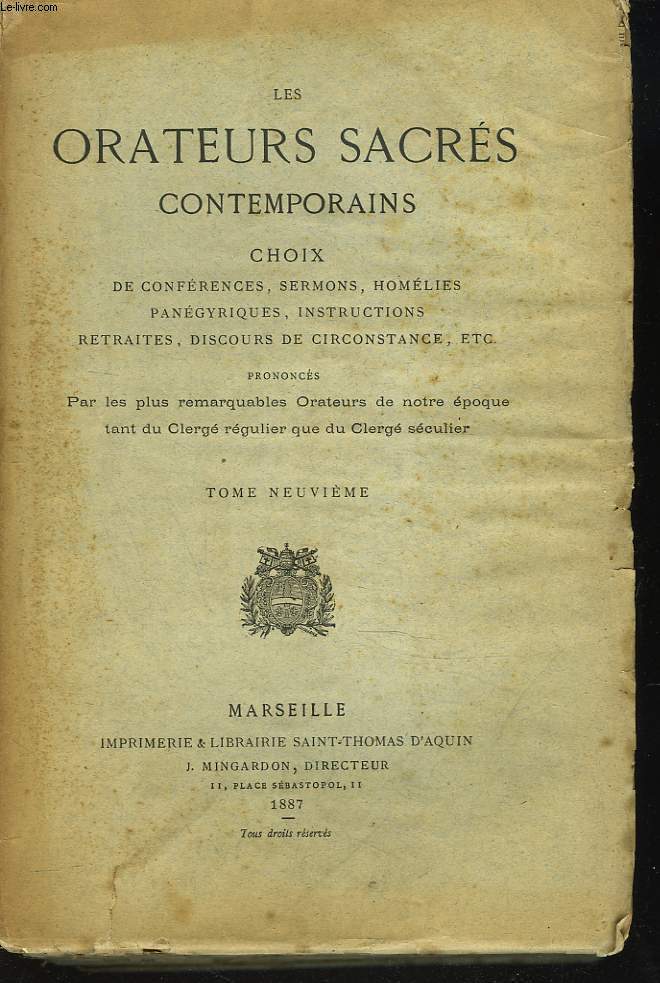 Le-livre.com
LES
ORATEURS SACRÉS
CONTEMPORAINS
CHOIX
DE CONFÉRENCES, SERMONS, HOMÉLIES
PANÉGYRIQUES, INSTRUCTIONS
RETRAITES, DISCOURS DE CIRCONSTANCE, ETC.
PRONONCÉS
Par les plus remarquables Orateurs de notre époque
tant du Clergé régulier que du Clergé séculier
TOME NEUVIÈME
MARSEILLE
IMPRIMERIE & LIBRAIRIE SAINT-THOMAS D'AQUIN
J. MINGARDON, DIRECTEUR
11, PLACE SÉBASTOPOL, 11
1887
Tous droits réservés